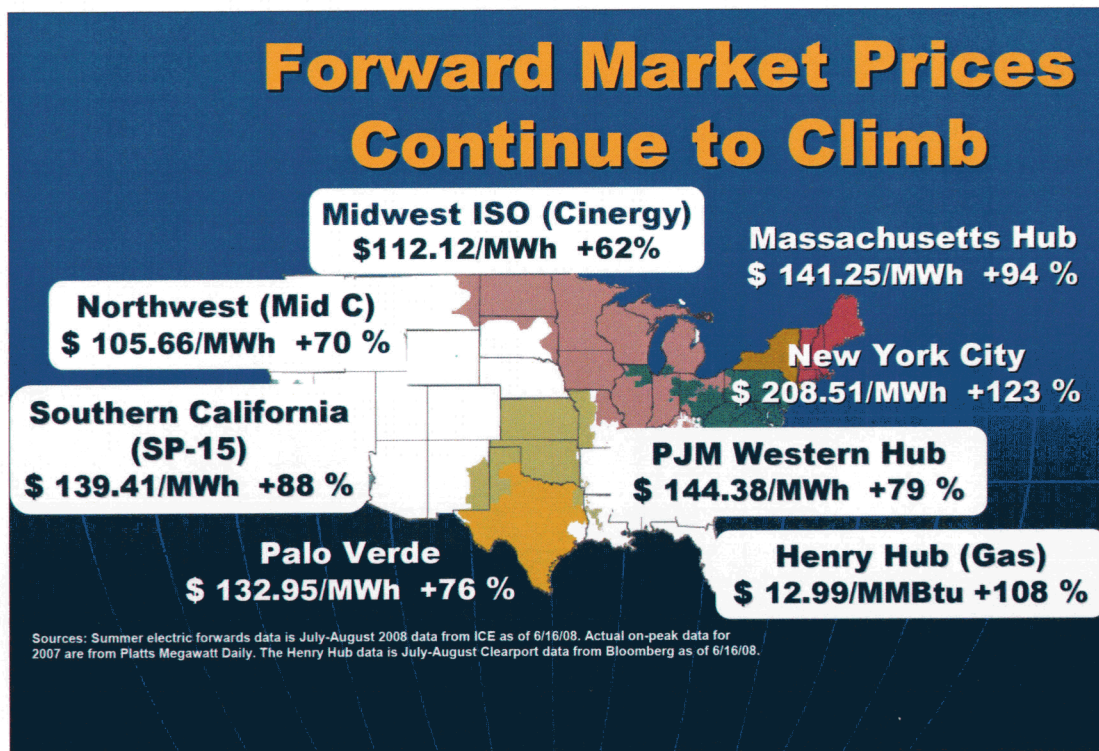 Forward Market Prices
Continue to Climb
Midwest ISO (Cinergy)
$112.12/MWh +62%
Massachusetts Hub
$ 141.25/MWh +94 %
Northwest (Mid C)
$ 105.66/MWh +70 %
New York City
$ 208.51/MWh +123 %
Southern California
(SP-15)
$ 139.41/MWh +88 %
PJM Western Hub
$ 144.38/MWh +79 %
Palo Verde
$ 132.95/MWh +76 %
Henry Hub (Gas)
$ 12.99/MMBtu +108 %
Sources: Summer electric forwards data is July-August 2008 data from ICE as of 6/16/08. Actual on-peak data for
2007 are from Platts Megawatt Daily. The Henry Hub data is July-August Clearport data from Bloomberg as of 6/16/08.